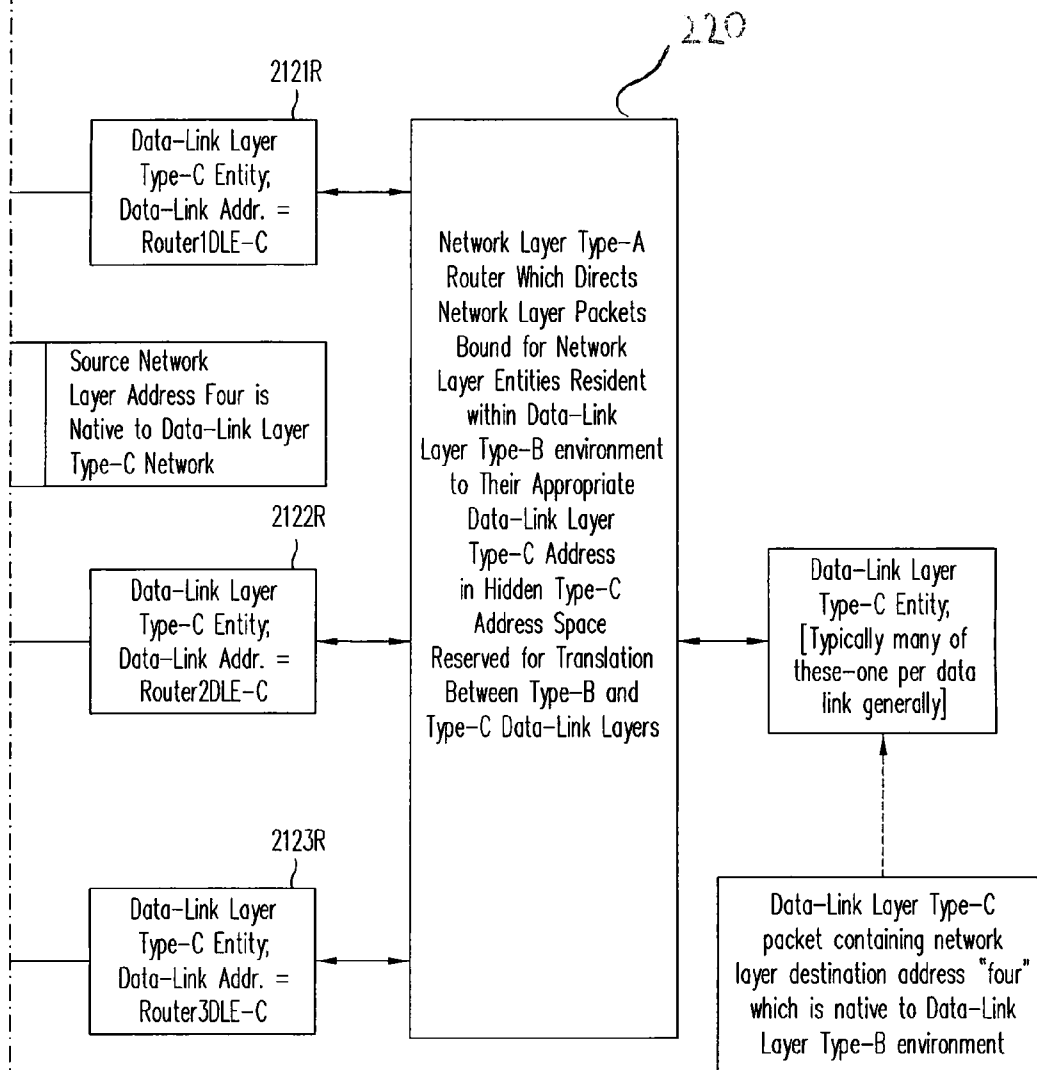 220
2121R
Data-Link Layer
Type-C Entity;
Data-Link Addr. =
Router1DLE-C
Source Network
Layer Address Four is
Native to Data-Link Layer
Type-C Network
2122R
Data-Link Layer
Type-C Entity;
Data-Link Addr. =
Router2DLE-C
2123R
Data-Link Layer
Type-C Entity;
Data-Link Addr. =
Router3DLE-C
Network Layer Type-A
Router Which Directs
Network Layer Packets
Bound for Network
Layer Entities Resident
within Data-Link
Layer Type-B environment
to Their Appropriate
Data-Link Layer
Type-C Address
in Hidden Type-C
Address Space
Reserved for Translation
Between Type-B and
Type-C Data-Link Layers
Data-Link Layer
Type-C Entity;
[Typically many of
these-one per data
link generally]
Data-Link Layer Type-C
packet containing network
layer destination address "four"
which is native to Data-Link
Layer Type-B environment